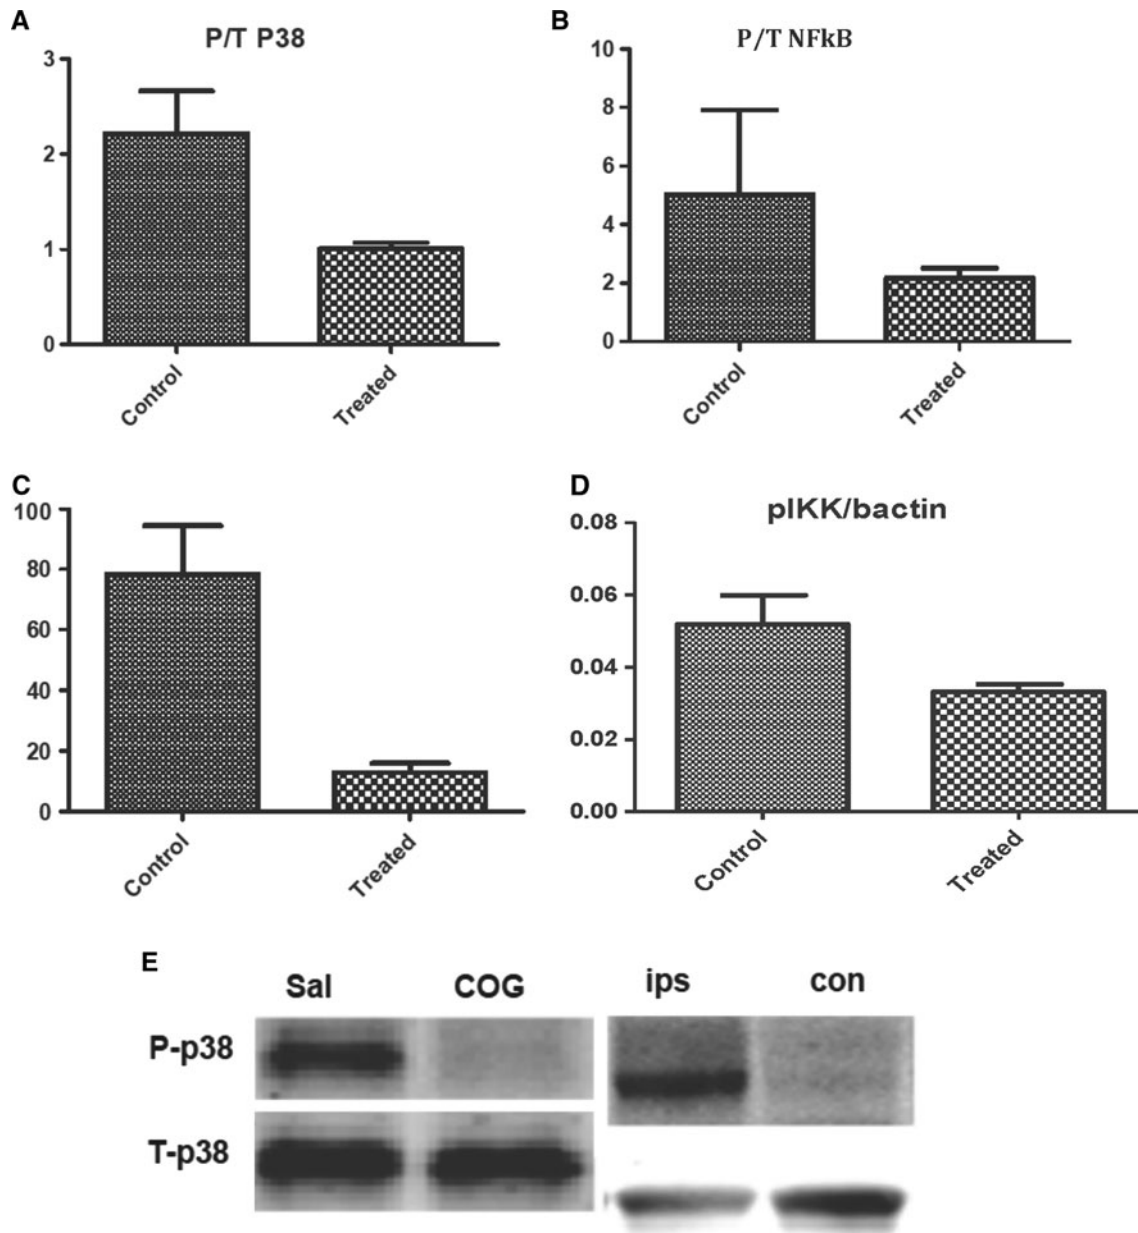 A
P/T P38
3
2
1
0
Control
Treated
B
P/T NFkB
10
8
6
4
2
0
Control
Treated
C
100
80
60
40
20
0
Control
Treated
D
pIKK/bactin
0.08
0.06
0.04
0.02
0.00
Control
Treated
E
Sal COG ips con
P-p38
T-p38